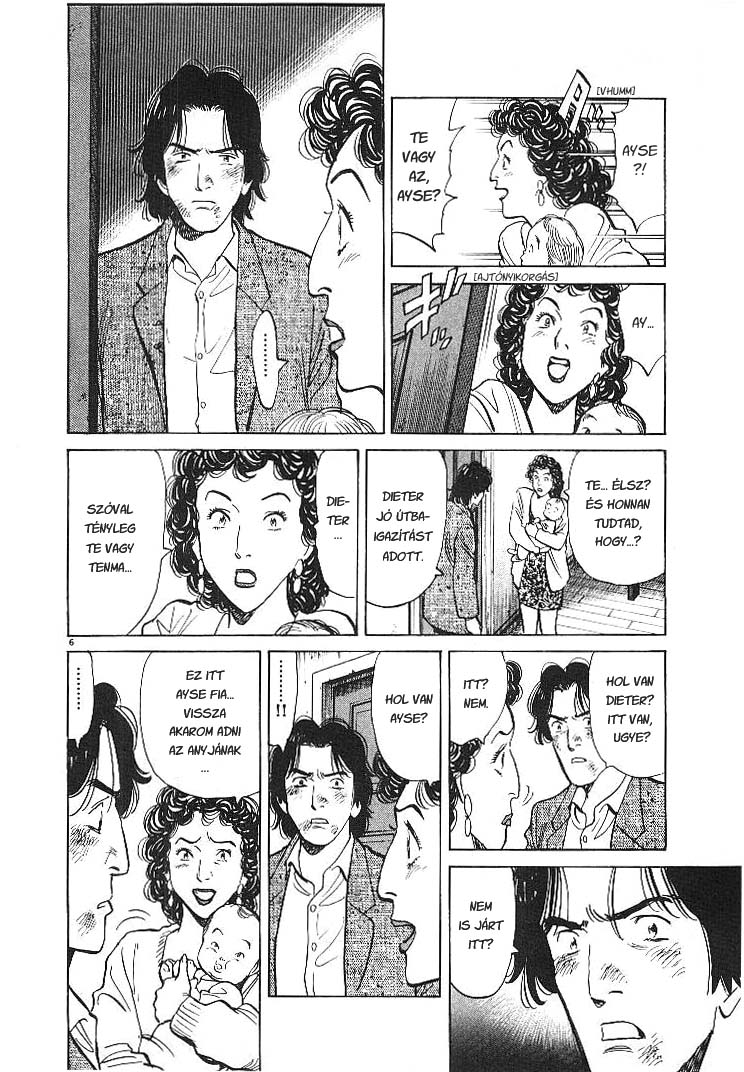 [VHUMM]
AYSE
?!
TE
VAGY
AZ,
AYSE?
[AJTÓNYIKORGÁS]
ギギ
AY...
.........
TE... ÉLSZ?
ÉS HONNAN
TUDTAD,
HOGY...?
DIETER
JÓ ÚTBA-
IGAZÍTÁST
ADOTT.
DIE-
TER
...
SZÓVAL
TÉNYLEG
TE VAGY
TENMA...
6
HOL VAN
DIETER?
ITT VAN,
UGYE?
ITT?
NEM.
NEM
IS JÁRT
ITT?
HOL VAN
AYSE?
......!!
EZ ITT
AYSE FIA...
VISSZA
AKAROM ADNI
AZ ANYJÁNAK
...
.........